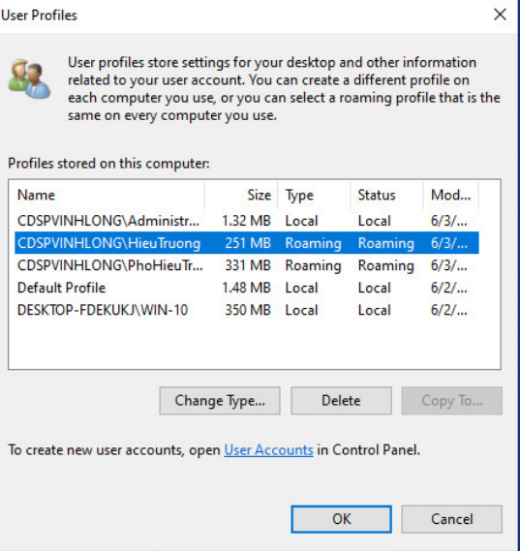 User Profiles
User profiles store settings for your desktop and other information
related to your user account. You can create a different profile on
each computer you use, or you can select a roaming profile that is the
same on every computer you use.
Profiles stored on this computer:
Name Size Type Status Mod...
CDSPVINHLONG\Administr... 1.32 MB Local Local 6/3/...
CDSPVINHLONG\HieuTruong 251 MB Roaming Roaming 6/3/...
CDSPVINHLONG\PhoHieuTr... 331 MB Roaming Roaming 6/3/...
Default Profile 1.48 MB Local Local 6/2/...
DESKTOP-FDEKUKJ\WIN-10 350 MB Local Local 6/2/...
Change Type... Delete Copy To...
To create new user accounts, open User Accounts in Control Panel.
OK Cancel